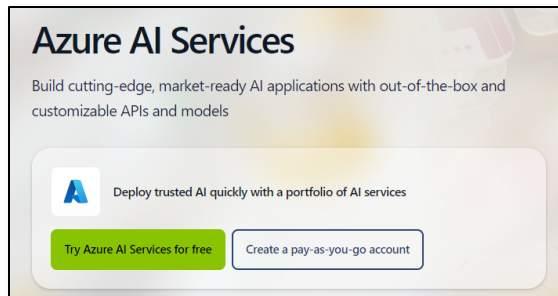 Azure AI Services
Build cutting-edge, market-ready AI applications with out-of-the-box and
customizable APIs and models
Deploy trusted AI quickly with a portfolio of AI services
Try Azure AI Services for free
Create a pay-as-you-go account